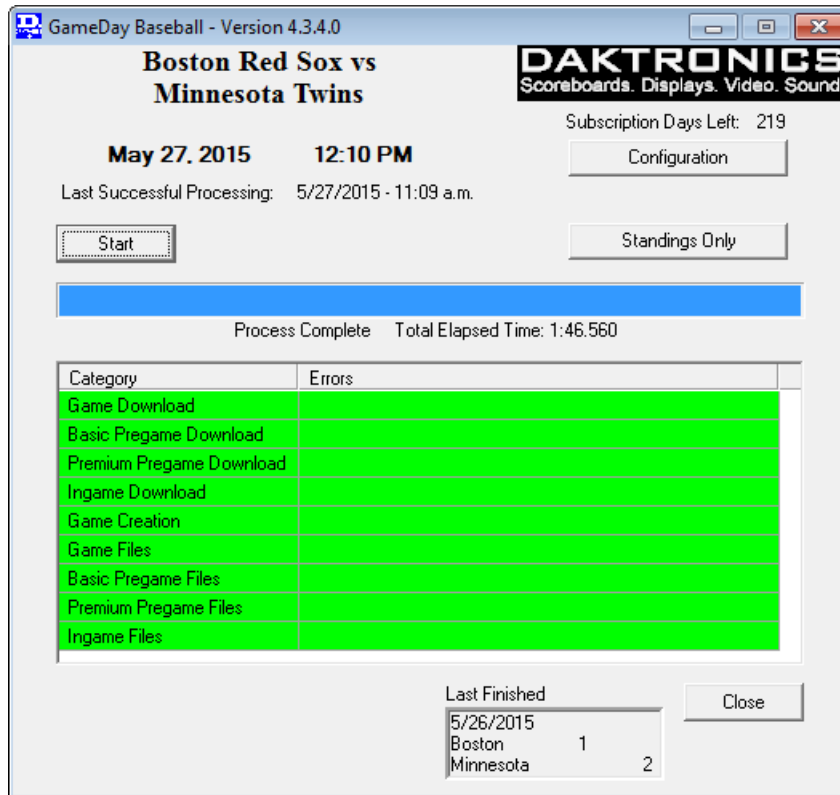 GameDay Baseball - Version 4.3.4.0
Boston Red Sox vs
Minnesota Twins
DAKTRONICS
Scoreboards. Displays. Video. Sound
Subscription Days Left: 219
May 27, 2015 12:10 PM
Configuration
Last Successful Processing: 5/27/2015 - 11:09 a.m.
Start
Standings Only
Process Complete Total Elapsed Time: 1:46.560
Category Errors
Game Download
Basic Pregame Download
Premium Pregame Download
Ingame Download
Game Creation
Game Files
Basic Pregame Files
Premium Pregame Files
Ingame Files
Last Finished
Close
5/26/2015
Boston 1
Minnesota 2